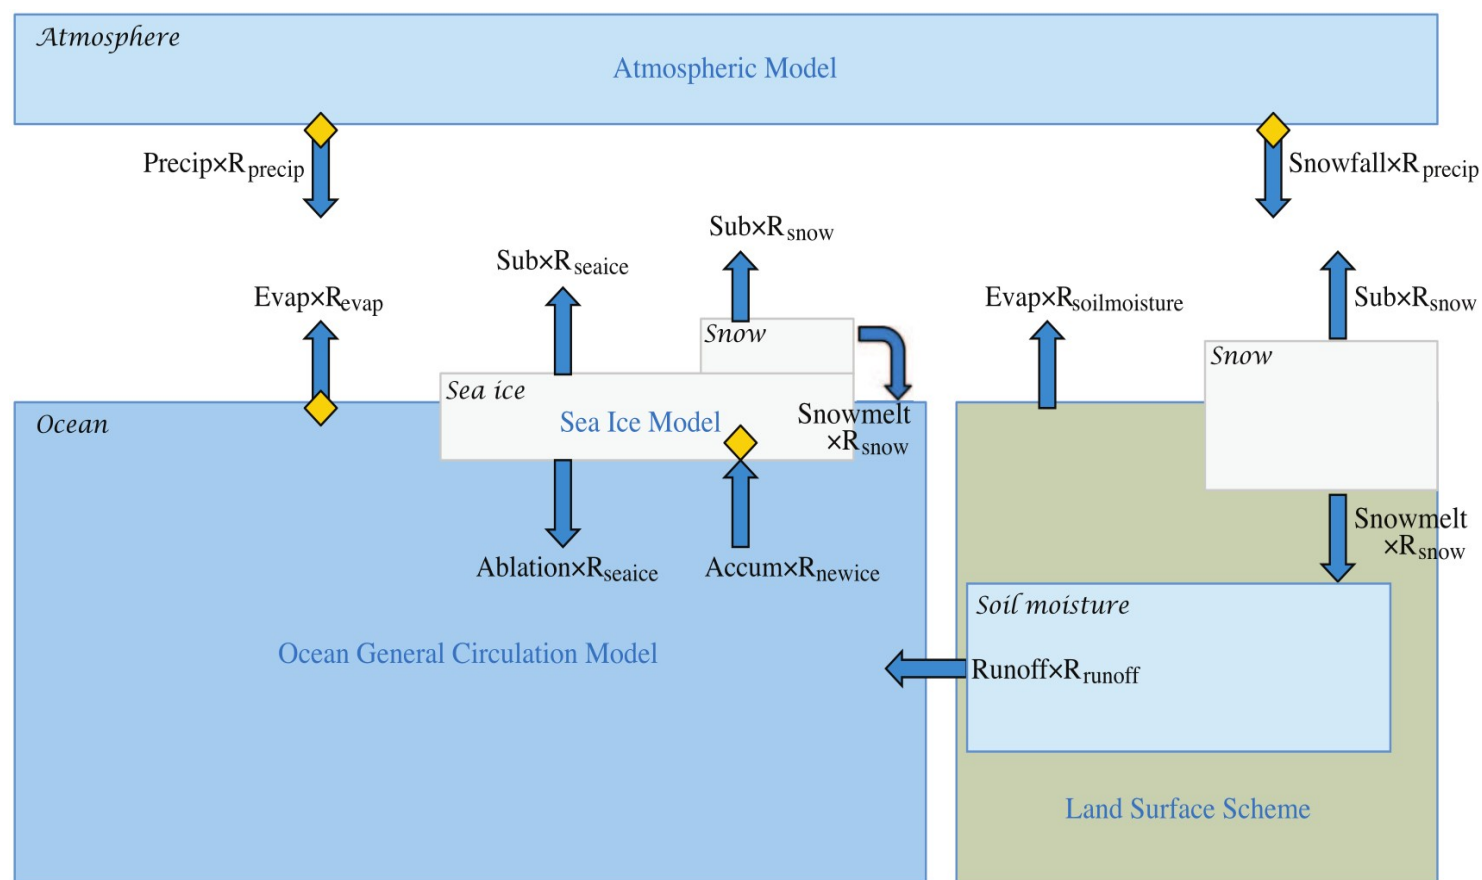 Atmosphere
Atmospheric Model
Precip×Rprecip
Snowfall×Rprecip
Sub×Rsnow
Sub×Rseaice
Evap×Revap
Evap×Rsoilmoisture
Sub×Rsnow
Snow
Snow
Sea ice
Sea Ice Model
Snowmelt
×Rsnow
Ocean
Snowmelt
×Rsnow
Ablation×Rseaice
Accum×Rnewice
Soil moisture
Ocean General Circulation Model
Runoff×Rrunoff
Land Surface Scheme